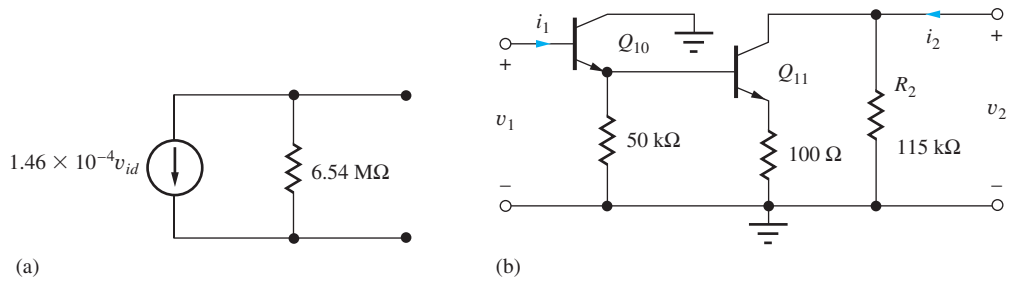 1.46 × 10⁻⁴v_id
6.54 MΩ
(a)
i₁
+
v₁
−
Q₁₀
50 kΩ
Q₁₁
100 Ω
R₂
115 kΩ
i₂
+
v₂
−
(b)